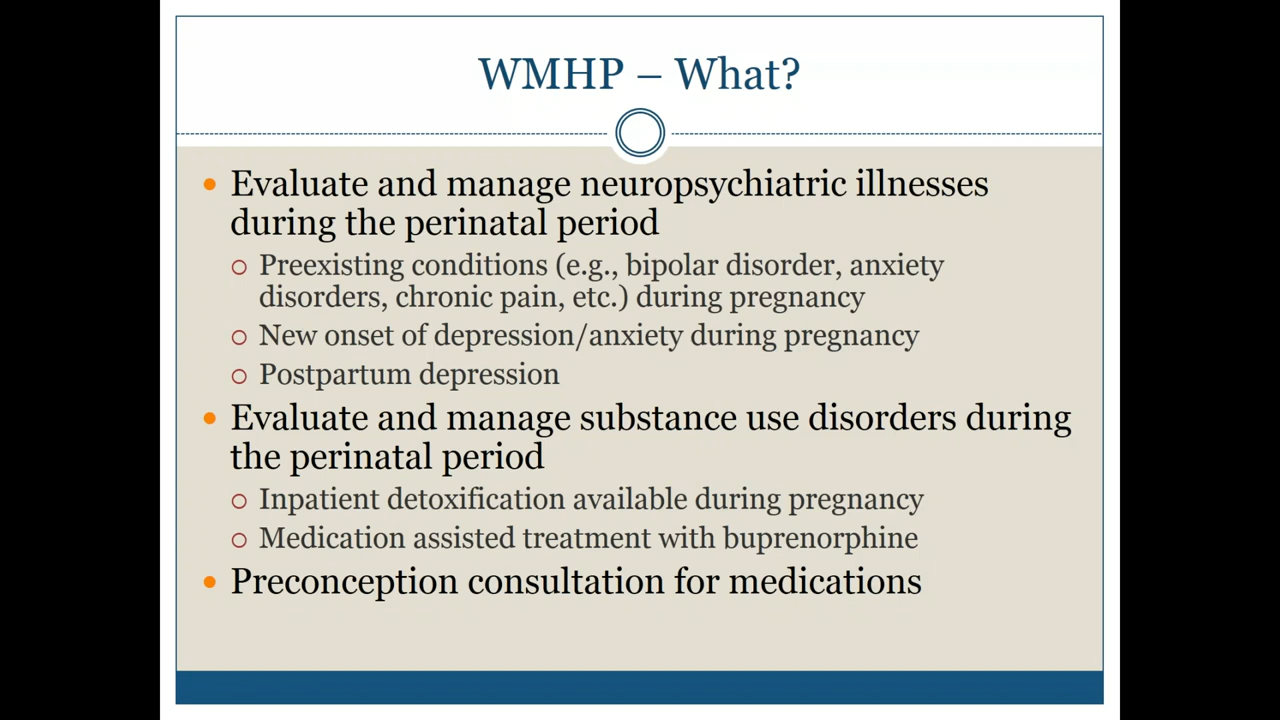 WMHP – What?
Evaluate and manage neuropsychiatric illnesses
during the perinatal period
Preexisting conditions (e.g., bipolar disorder, anxiety
disorders, chronic pain, etc.) during pregnancy
New onset of depression/anxiety during pregnancy
Postpartum depression
Evaluate and manage substance use disorders during
the perinatal period
Inpatient detoxification available during pregnancy
Medication assisted treatment with buprenorphine
Preconception consultation for medications